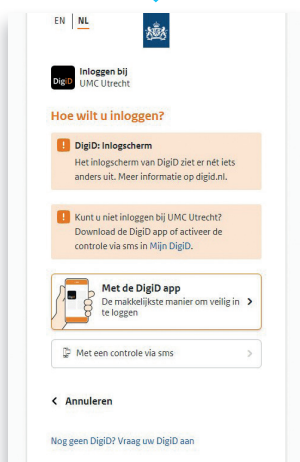 EN | NL
DigiD
Inloggen bij
UMC Utrecht
Hoe wilt u inloggen?
! DigiD: Inlogscherm
Het inlogscherm van DigiD ziet er nét iets
anders uit. Meer informatie op digid.nl.
! Kunt u niet inloggen bij UMC Utrecht?
Download de DigiD app of activeer de
controle via sms in Mijn DigiD.
Met de DigiD app
De makkelijkste manier om veilig in
te loggen
Met een controle via sms
Annuleren
Nog geen DigiD? Vraag uw DigiD aan